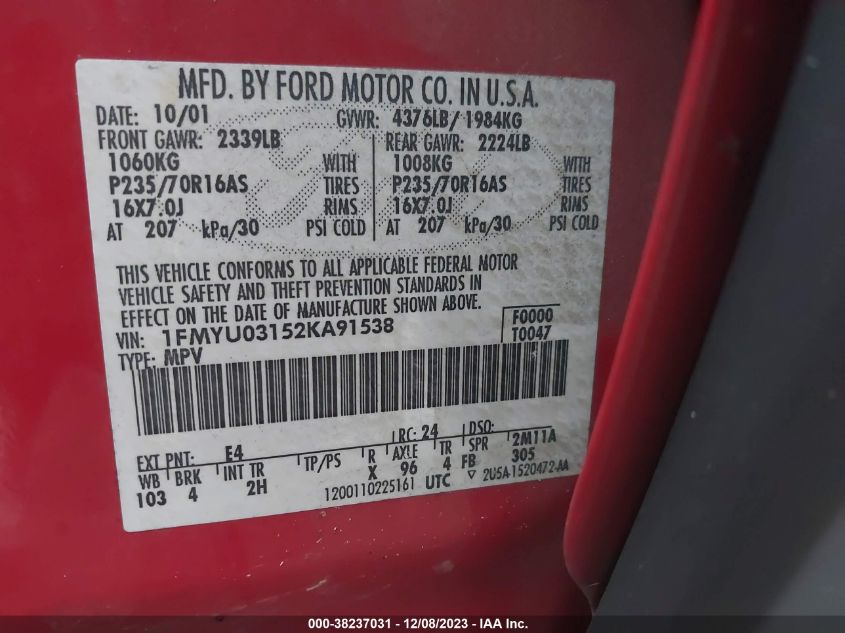 MFD. BY FORD MOTOR CO. IN U.S.A.
DATE: 10/01 GVWR: 4376LB/ 1984KG
FRONT GAWR: 2339LB REAR GAWR: 2224LB
1060KG WITH 1008KG WITH
P235/70R16AS TIRES P235/70R16AS TIRES
16X7.0J RIMS 16X7.0J RIMS
AT 207 kPa/30 PSI COLD AT 207 kPa/30 PSI COLD
THIS VEHICLE CONFORMS TO ALL APPLICABLE FEDERAL MOTOR
VEHICLE SAFETY AND THEFT PREVENTION STANDARDS IN
EFFECT ON THE DATE OF MANUFACTURE SHOWN ABOVE.
VIN: 1FMYU03152KA91538 F0000
TYPE: MPV T0047
EXT PNT: E4 RC: 24 DSO:
WB BRK INT TR TP/PS R AXLE TR SPR 2M11A
103 4 2H X 96 4 FB 305
1200110225161 UTC ▽ 2U5A-1520472-AA
000-38237031 - 12/08/2023 - IAA Inc.